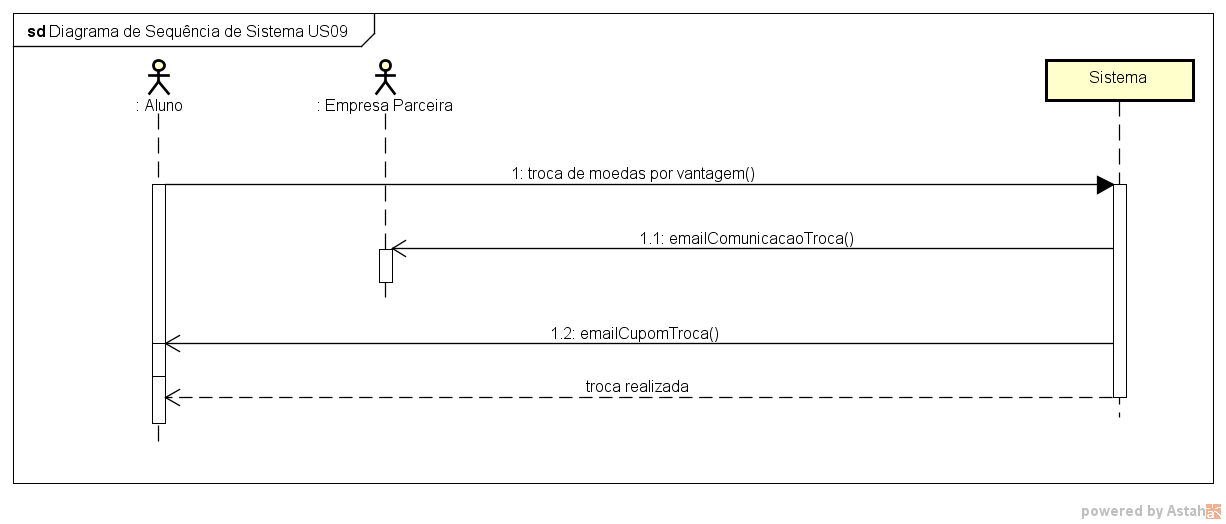 sd Diagrama de Sequência de Sistema US09
: Aluno
: Empresa Parceira
Sistema
1: troca de moedas por vantagem()
1.1: emailComunicacaoTroca()
1.2: emailCupomTroca()
troca realizada
powered by Astah